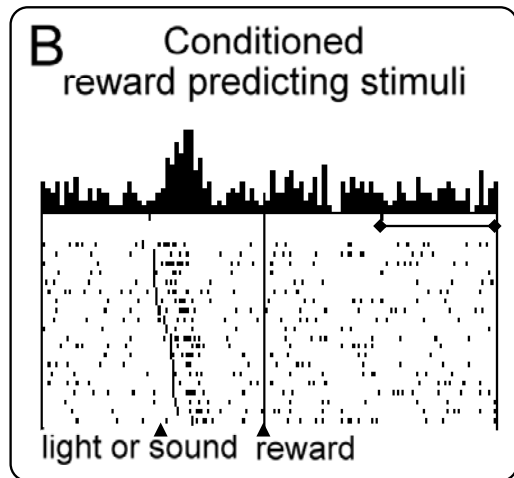 B Conditioned
reward predicting stimuli
light or sound reward